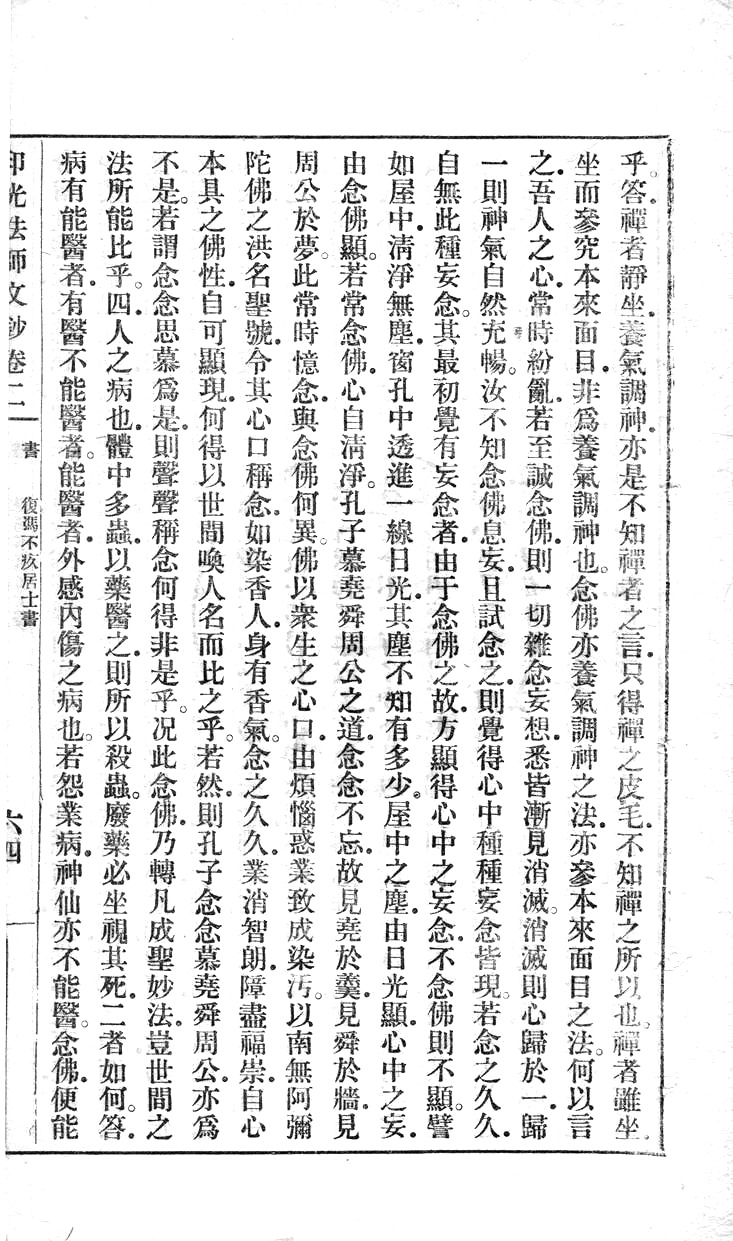 乎。答。禪者靜坐。養氣調神。亦是不知禪者之言。只得禪之皮毛。不知禪之所以也。禪者雖坐。
坐而參究本來面目。非爲養氣調神也。念佛亦養氣調神之法。亦參本來面目之法。何以言
之。吾人之心。常時紛亂。若至誠念佛。則一切雜念妄想。悉皆漸見消滅。消滅則心歸於一。歸
一則神氣自然充暢。汝不知念佛息妄。且試念之。則覺得心中種種妄念皆現。若念之久久。
自無此種妄念。其最初覺有妄念者。由于念佛之故。方顯得心中之妄念。不念佛則不顯。譬
如屋中。淸淨無塵。窗孔中透進一線日光。其塵不知有多少。屋中之塵。由日光顯。心中之妄。
由念佛顯。若常念佛。心自淸淨。孔子慕堯舜周公之道。念念不忘。故見堯於羹。見舜於牆。見
周公於夢。此常時憶念。與念佛何異。佛以衆生之心口。由煩惱惑業致成染汚。以南無阿彌
陀佛之洪名聖號。令其心口稱念。如染香人。身有香氣。念之久久。業消智朗。障盡福崇。自心
本具之佛性。自可顯現。何得以世間喚人名而比之乎。若然。則孔子念念慕堯舜周公。亦爲
不是。若謂念念思慕爲是。則聲聲稱念何得非是乎。况此念佛。乃轉凡成聖妙法。豈世間之
法所能比乎。四人之病也。體中多蟲。以藥醫之。則所以殺蟲。廢藥必坐視其死。二者如何。答。
病有能醫者。有醫不能醫者。能醫者。外感內傷之病也。若怨業病。神仙亦不能醫。念佛。便能
印光法師文鈔卷二 書 復馮不疚居士書 六四